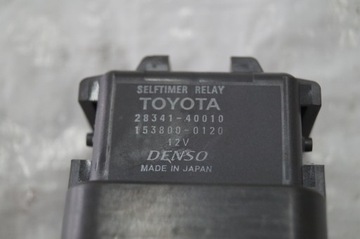 SELFTIMER RELAY
TOYOTA
28341-40010
153800-0120
12V
DENSO
MADE IN JAPAN